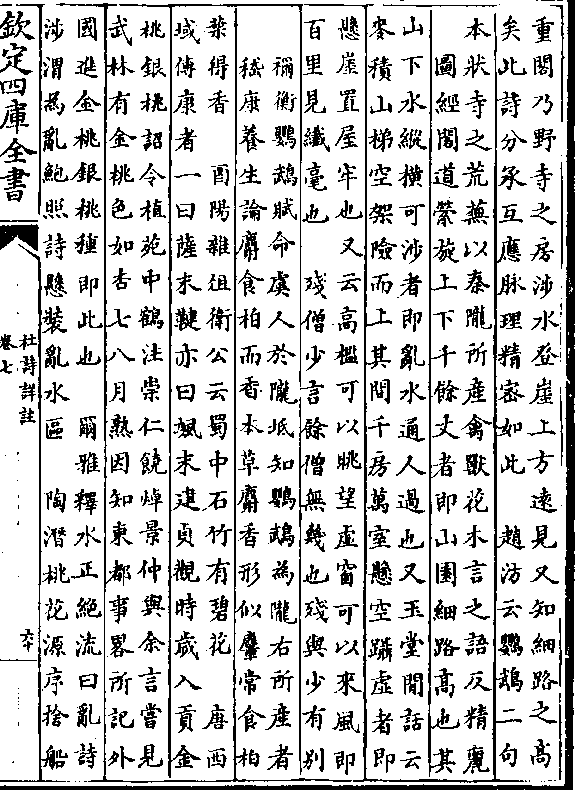 重閣乃野寺之房涉水登崖上方遠見又知細路之高
矣此詩分承互應脉理精密如此　趙汸云鸚鵡二句
本狀寺之荒蕪以秦隴所産禽獸花木言之語反精麗
圖經閣道縈旋上下千餘丈者即山圍細路髙也其
山下水縱横可涉者即亂水通人過也又玉堂閒話云
麥積山梯空架險而上其間千房萬室懸空躡虛者即
懸崖置屋牢也又云高檻可以眺望虛窗可以來風即
百里見纖毫也　殘僧少言餘僧無幾也殘與少有别
禰衡鸚鵡賦命虞人於隴坻知鸚鵡為隴右所産者
嵇康養生論麝食柏而香本草麝香形似麞常食柏
葉得香　酉陽雜俎衛公云蜀中石竹有碧花　唐西
域傳康者一曰薩末鞬亦曰颯末建貞觀時歳入貢金
桃銀桃詔令植苑中鶴注崇仁饒焯景仲與余言嘗見
武林有金桃色如杏七八月熟因知東都事畧所記外
國進金桃銀桃種即此也　爾雅釋水正絶流曰亂詩
涉渭為亂鮑照詩懸裝亂水區　陶潛桃花源序捨船
欽定四庫全書
杜詩詳註
卷七
六十